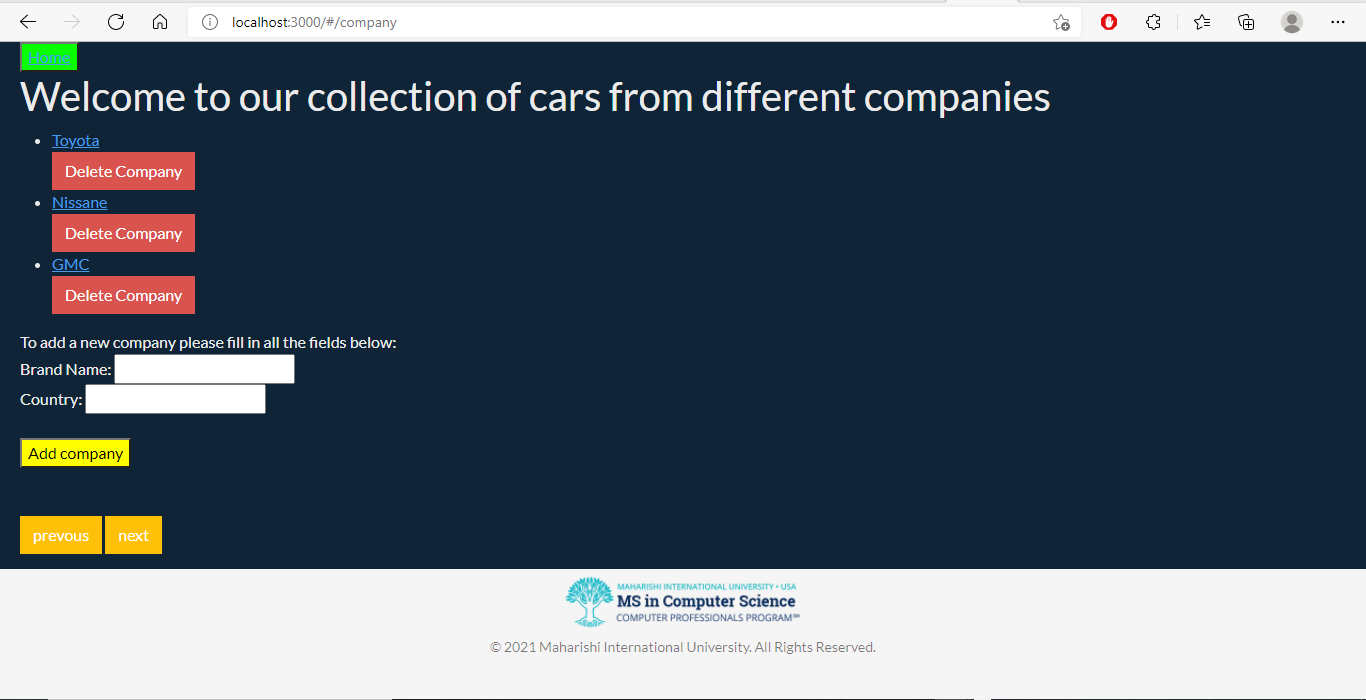 localhost:3000/#/company
Home
Welcome to our collection of cars from different companies
Toyota
Delete Company
Nissane
Delete Company
GMC
Delete Company
To add a new company please fill in all the fields below:
Brand Name:
Country:
Add company
prevous next
MAHARISHI INTERNATIONAL UNIVERSITY • USA
MS in Computer Science
COMPUTER PROFESSIONALS PROGRAM℠
© 2021 Maharishi International University. All Rights Reserved.